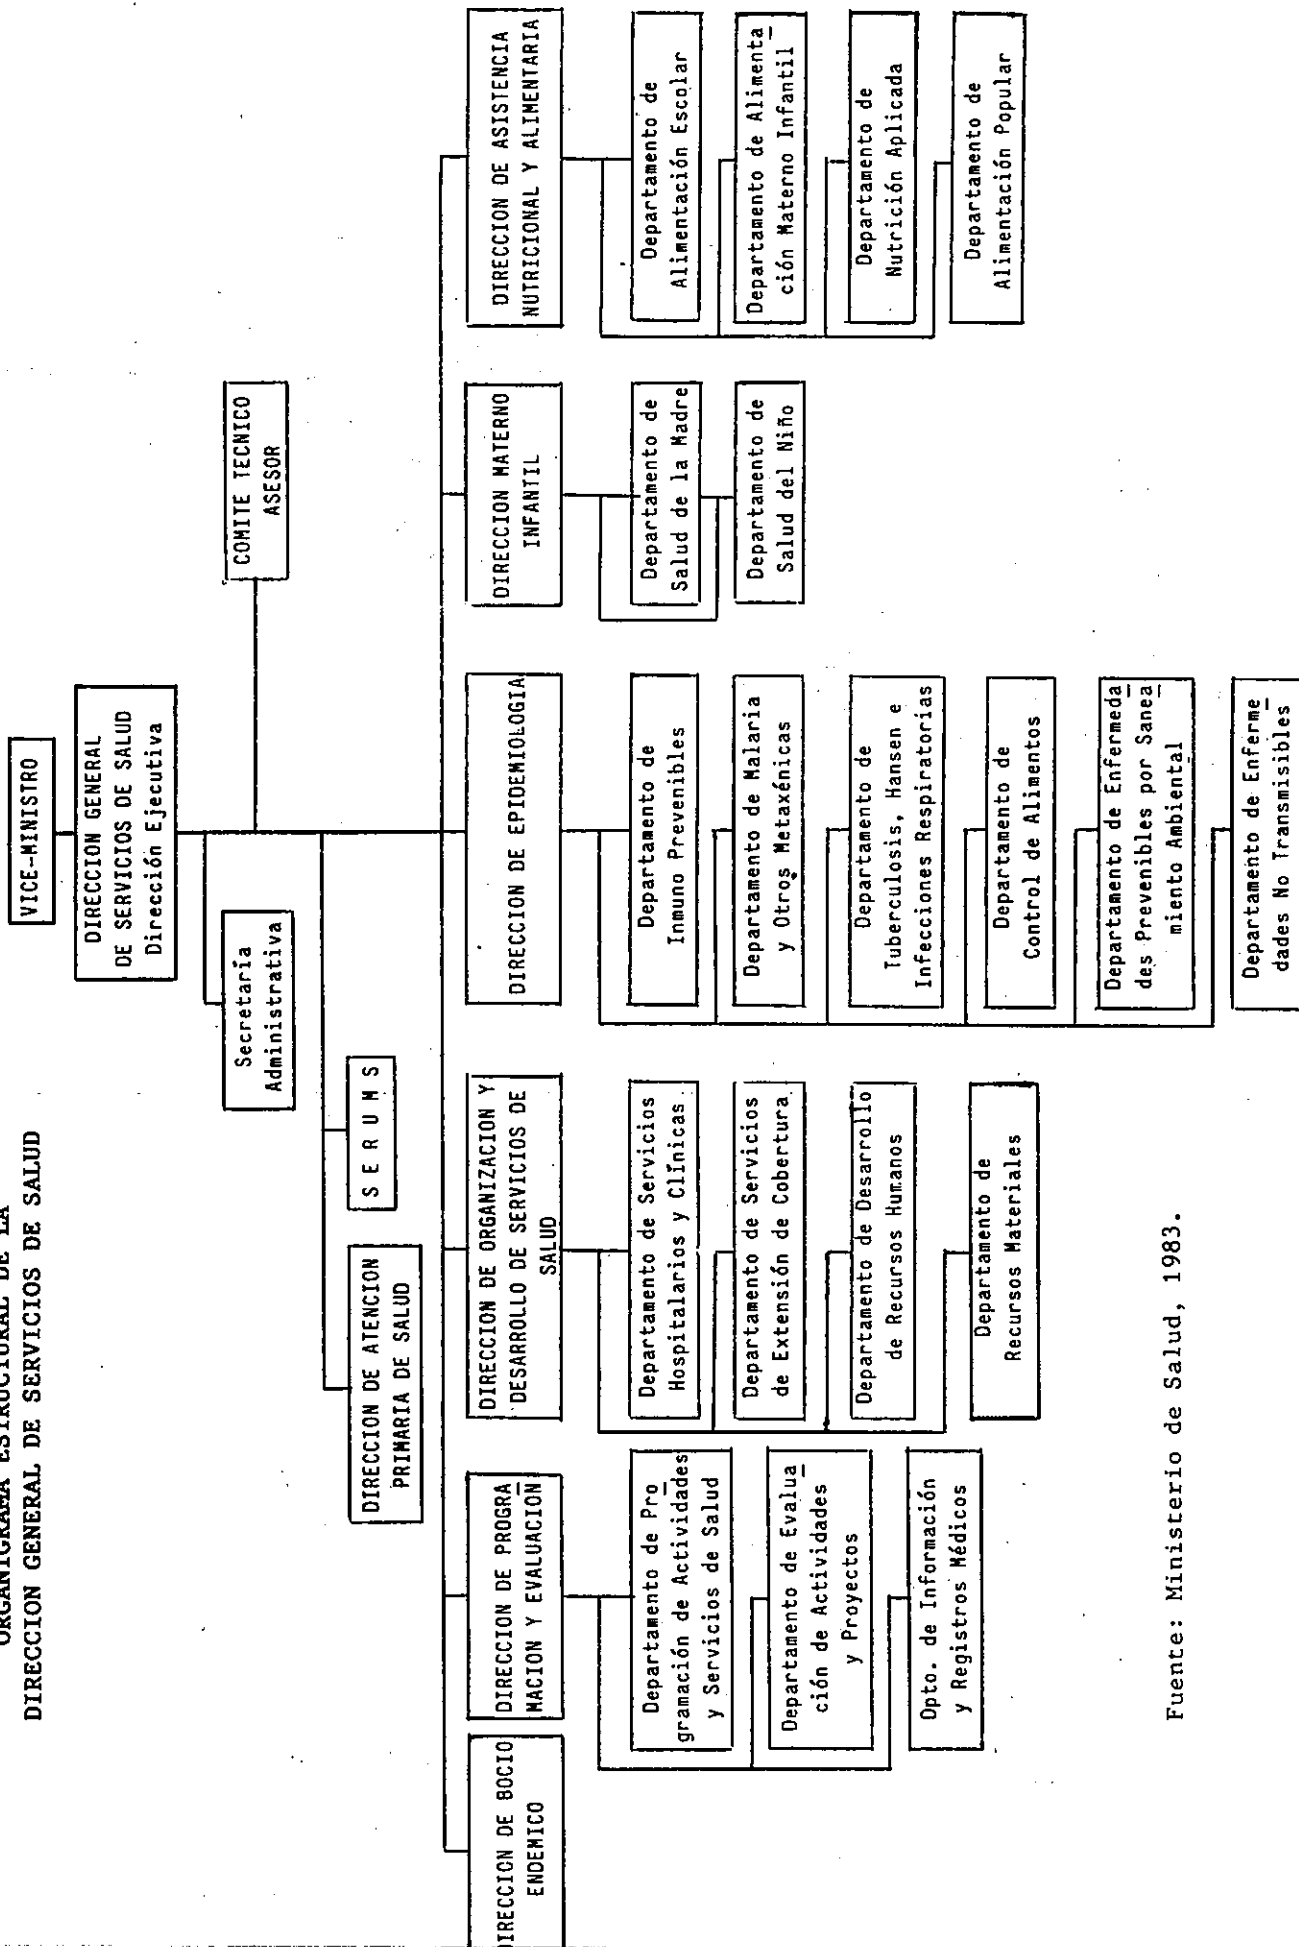 ORGANIGRAMA ESTRUCTURAL DE LA
DIRECCION GENERAL DE SERVICIOS DE SALUD
VICE-MINISTRO
DIRECCION GENERAL
DE SERVICIOS DE SALUD
Dirección Ejecutiva
Secretaria
Administrativa
COMITE TECNICO
ASESOR
DIRECCION DE ATENCION
PRIMARIA DE SALUD
S E R U M S
DIRECCION DE BOCIO
ENDEMICO
DIRECCION DE PROGRA
MACION Y EVALUACION
Departamento de Pro
gramación de Actividades
y Servicios de Salud
Departamento de Evalua
ción de Actividades
y Proyectos
Dpto. de Información
y Registros Médicos
DIRECCION DE ORGANIZACION Y
DESARROLLO DE SERVICIOS DE
SALUD
Departamento de Servicios
Hospitalarios y Clínicas
Departamento de Servicios
de Extensión de Cobertura
Departamento de Desarrollo
de Recursos Humanos
Departamento de
Recursos Materiales
DIRECCION DE EPIDEMIOLOGIA
Departamento de
Inmuno Prevenibles
Departamento de Malaria
y Otros Metaxénicas
Departamento de
Tuberculosis, Hansen e
Infecciones Respiratorias
Departamento de
Control de Alimentos
Departamento de Enfermeda
des Prevenibles por Sanea
miento Ambiental
Departamento de Enferme
dades No Transmisibles
DIRECCION MATERNO
INFANTIL
Departamento de
Salud de la Madre
Departamento de
Salud del Niño
DIRECCION DE ASISTENCIA
NUTRICIONAL Y ALIMENTARIA
Departamento de
Alimentación Escolar
Departamento de Alimenta
ción Materno Infantil
Departamento de
Nutrición Aplicada
Departamento de
Alimentación Popular
Fuente: Ministerio de Salud, 1983.